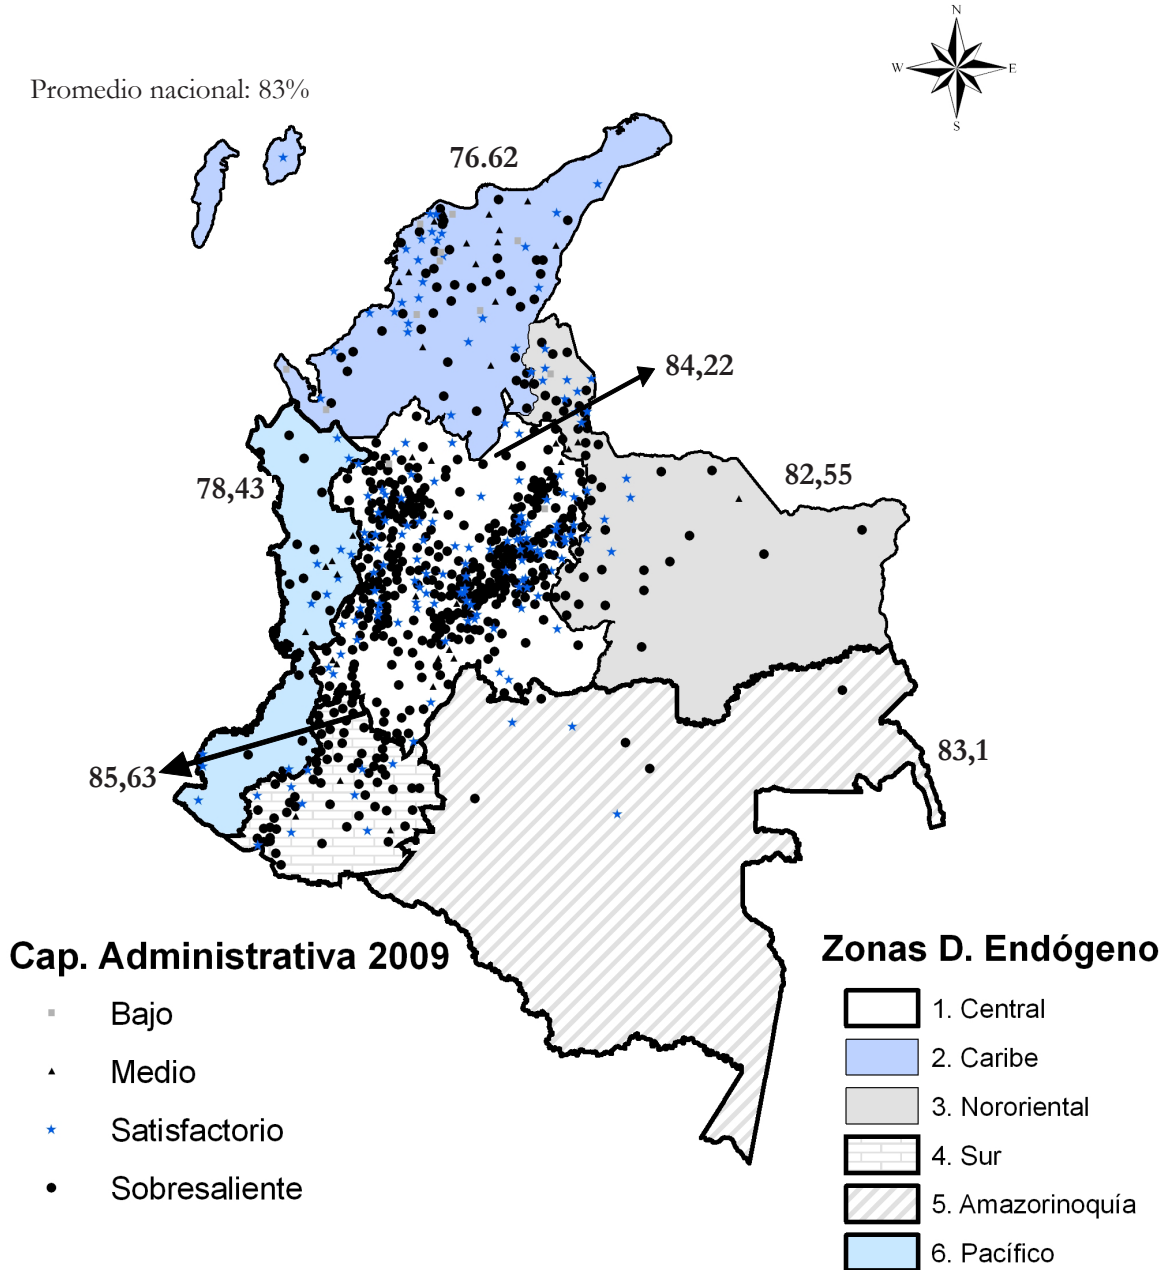 N
W
E
S
Promedio nacional: 83%
76.62
84,22
78,43
82,55
83,1
85,63
Cap. Administrativa 2009
Bajo
Medio
Satisfactorio
Sobresaliente
Zonas D. Endógeno
1. Central
2. Caribe
3. Nororiental
4. Sur
5. Amazorinoquía
6. Pacífico